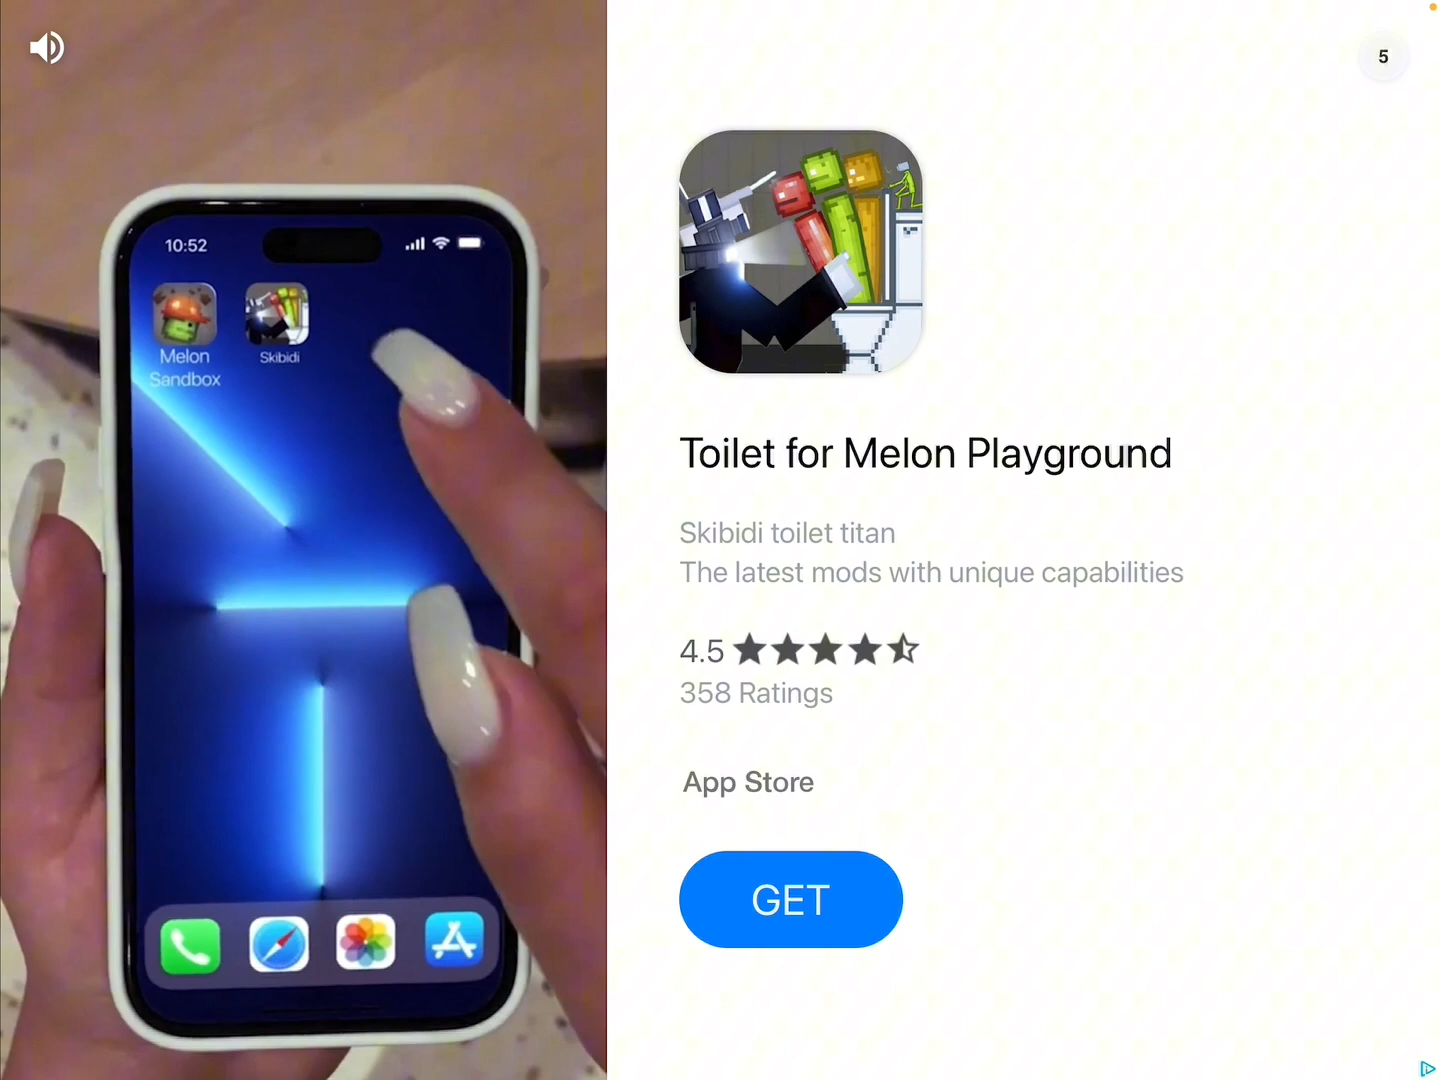 5
10:52
Melon
Sandbox
Skibidi
Toilet for Melon Playground
Skibidi toilet titan
The latest mods with unique capabilities
4.5
358 Ratings
App Store
GET